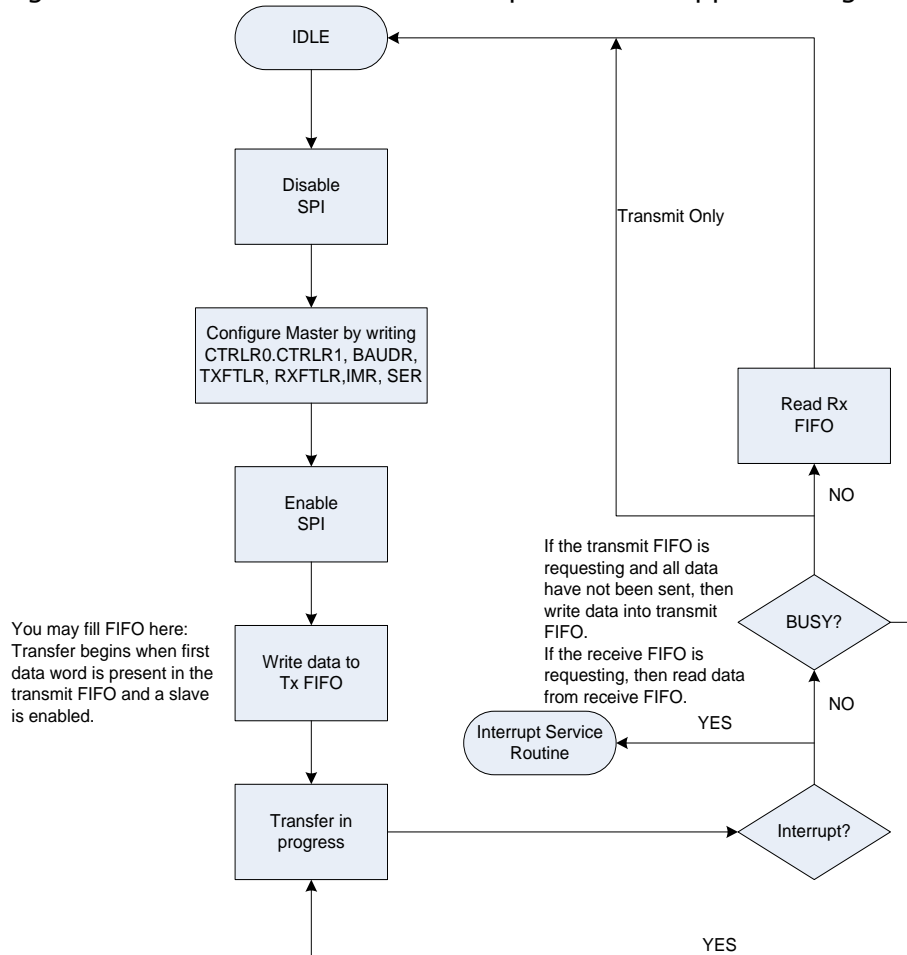 IDLE
Disable
SPI
Transmit Only
Configure Master by writing
CTRLR0.CTRLR1, BAUDR,
TXFTLR, RXFTLR,IMR, SER
Read Rx
FIFO
Enable
SPI
NO
If the transmit FIFO is
requesting and all data
have not been sent, then
write data into transmit
FIFO.
If the receive FIFO is
requesting, then read data
from receive FIFO.
BUSY?
You may fill FIFO here:
Transfer begins when first
data word is present in the
transmit FIFO and a slave
is enabled.
Write data to
Tx FIFO
NO
YES
Interrupt Service
Routine
Transfer in
progress
Interrupt?
YES